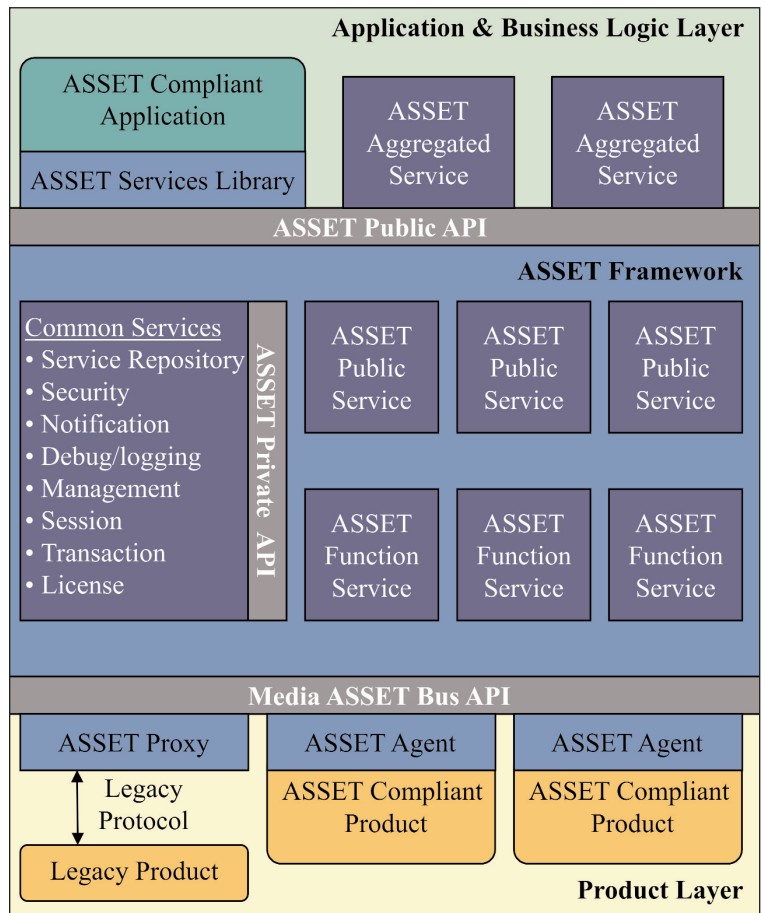 Application & Business Logic Layer
ASSET Compliant
Application
ASSET Services Library
ASSET
Aggregated
Service
ASSET
Aggregated
Service
ASSET Public API
ASSET Framework
Common Services
• Service Repository
• Security
• Notification
• Debug/logging
• Management
• Session
• Transaction
• License
ASSET Private API
ASSET
Public
Service
ASSET
Public
Service
ASSET
Public
Service
ASSET
Function
Service
ASSET
Function
Service
ASSET
Function
Service
Media ASSET Bus API
ASSET Proxy
Legacy
Protocol
Legacy Product
ASSET Agent
ASSET Compliant
Product
ASSET Agent
ASSET Compliant
Product
Product Layer